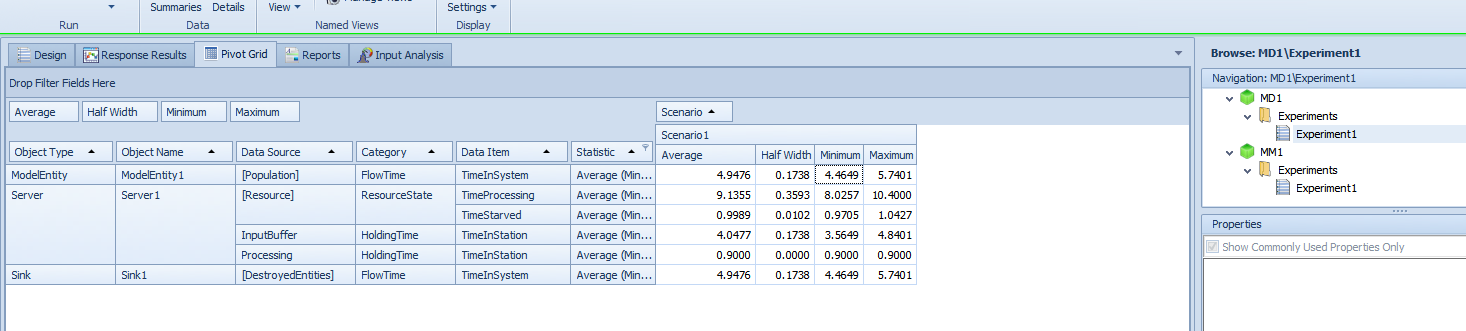 Summaries Details View Manage Views Settings
Run Data Named Views Display
Design Response Results Pivot Grid Reports Input Analysis
Drop Filter Fields Here
Average Half Width Minimum Maximum Scenario
Scenario1
Object Type Object Name Data Source Category Data Item Statistic Average Half Width Minimum Maximum
ModelEntity ModelEntity1 [Population] FlowTime TimeInSystem Average (Min... 4.9476 0.1738 4.4649 5.7401
Server Server1 [Resource] ResourceState TimeProcessing Average (Min... 9.1355 0.3593 8.0257 10.4000
TimeStarved Average (Min... 0.9989 0.0102 0.9705 1.0427
InputBuffer HoldingTime TimeInStation Average (Min... 4.0477 0.1738 3.5649 4.8401
Processing HoldingTime TimeInStation Average (Min... 0.9000 0.0000 0.9000 0.9000
Sink Sink1 [DestroyedEntities] FlowTime TimeInSystem Average (Min... 4.9476 0.1738 4.4649 5.7401
Browse: MD1\Experiment1
Navigation: MD1\Experiment1
MD1
Experiments
Experiment1
MM1
Experiments
Experiment1
Properties
Show Commonly Used Properties Only